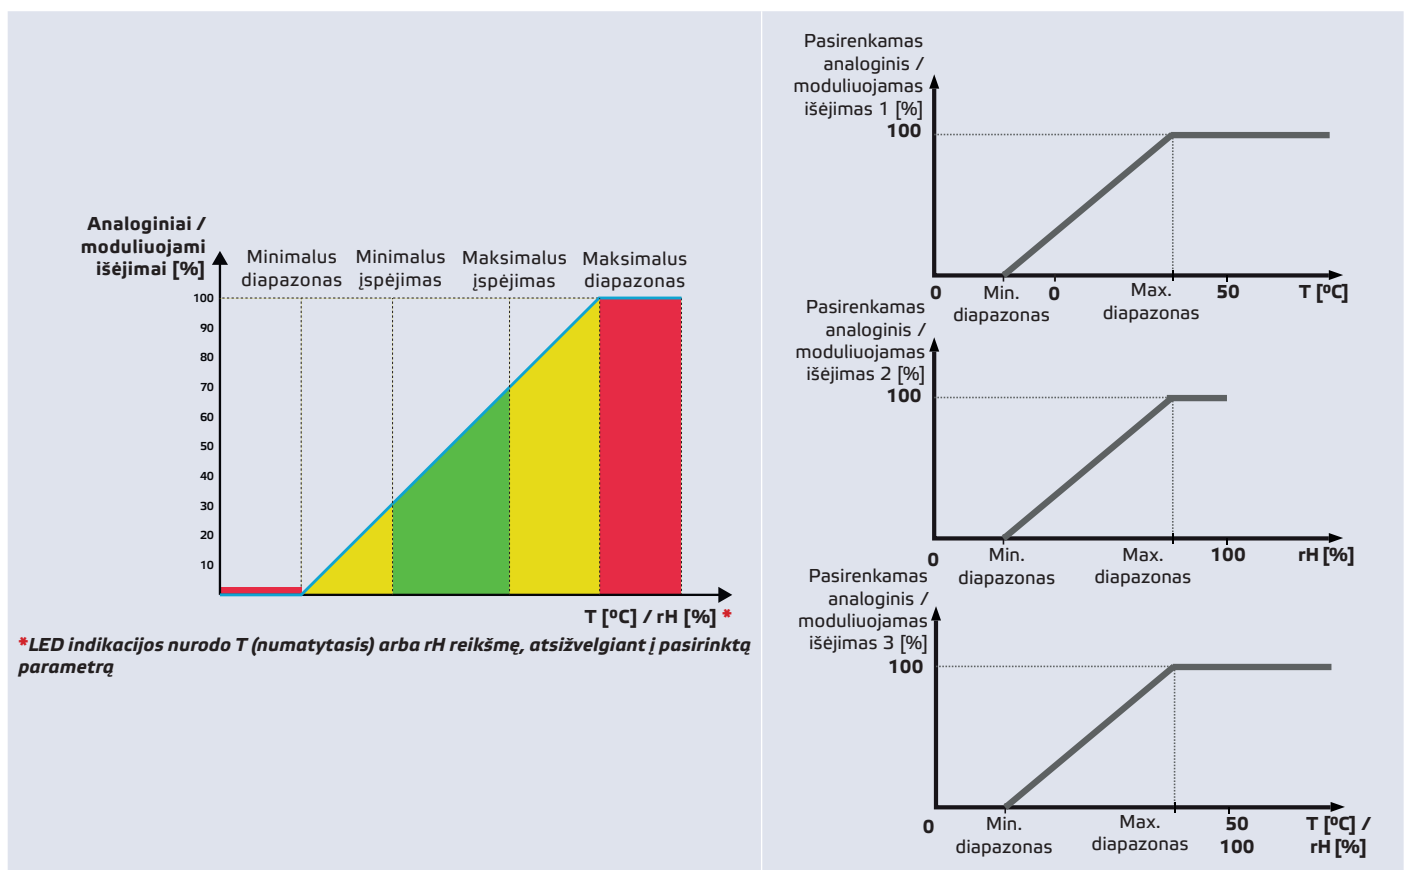 Analoginiai /
moduliuojami
išėjimai [%]
Minimalus
diapazonas
Minimalus
įspėjimas
Maksimalus
įspėjimas
Maksimalus
diapazonas
100
90
80
70
60
50
40
30
20
10
T [ºC] / rH [%] *
*LED indikacijos nurodo T (numatytasis) arba rH reikšmę, atsižvelgiant į pasirinktą
parametrą
Pasirenkamas
analoginis /
moduliuojamas
išėjimas 1 [%]
100
0
Min.
diapazonas
0
Max.
diapazonas
50
T [ºC]
Pasirenkamas
analoginis /
moduliuojamas
išėjimas 2 [%]
100
0
Min.
diapazonas
Max.
diapazonas
100
rH [%]
Pasirenkamas
analoginis /
moduliuojamas
išėjimas 3 [%]
100
0
Min.
diapazonas
Max.
diapazonas
50
100
T [ºC] /
rH [%]